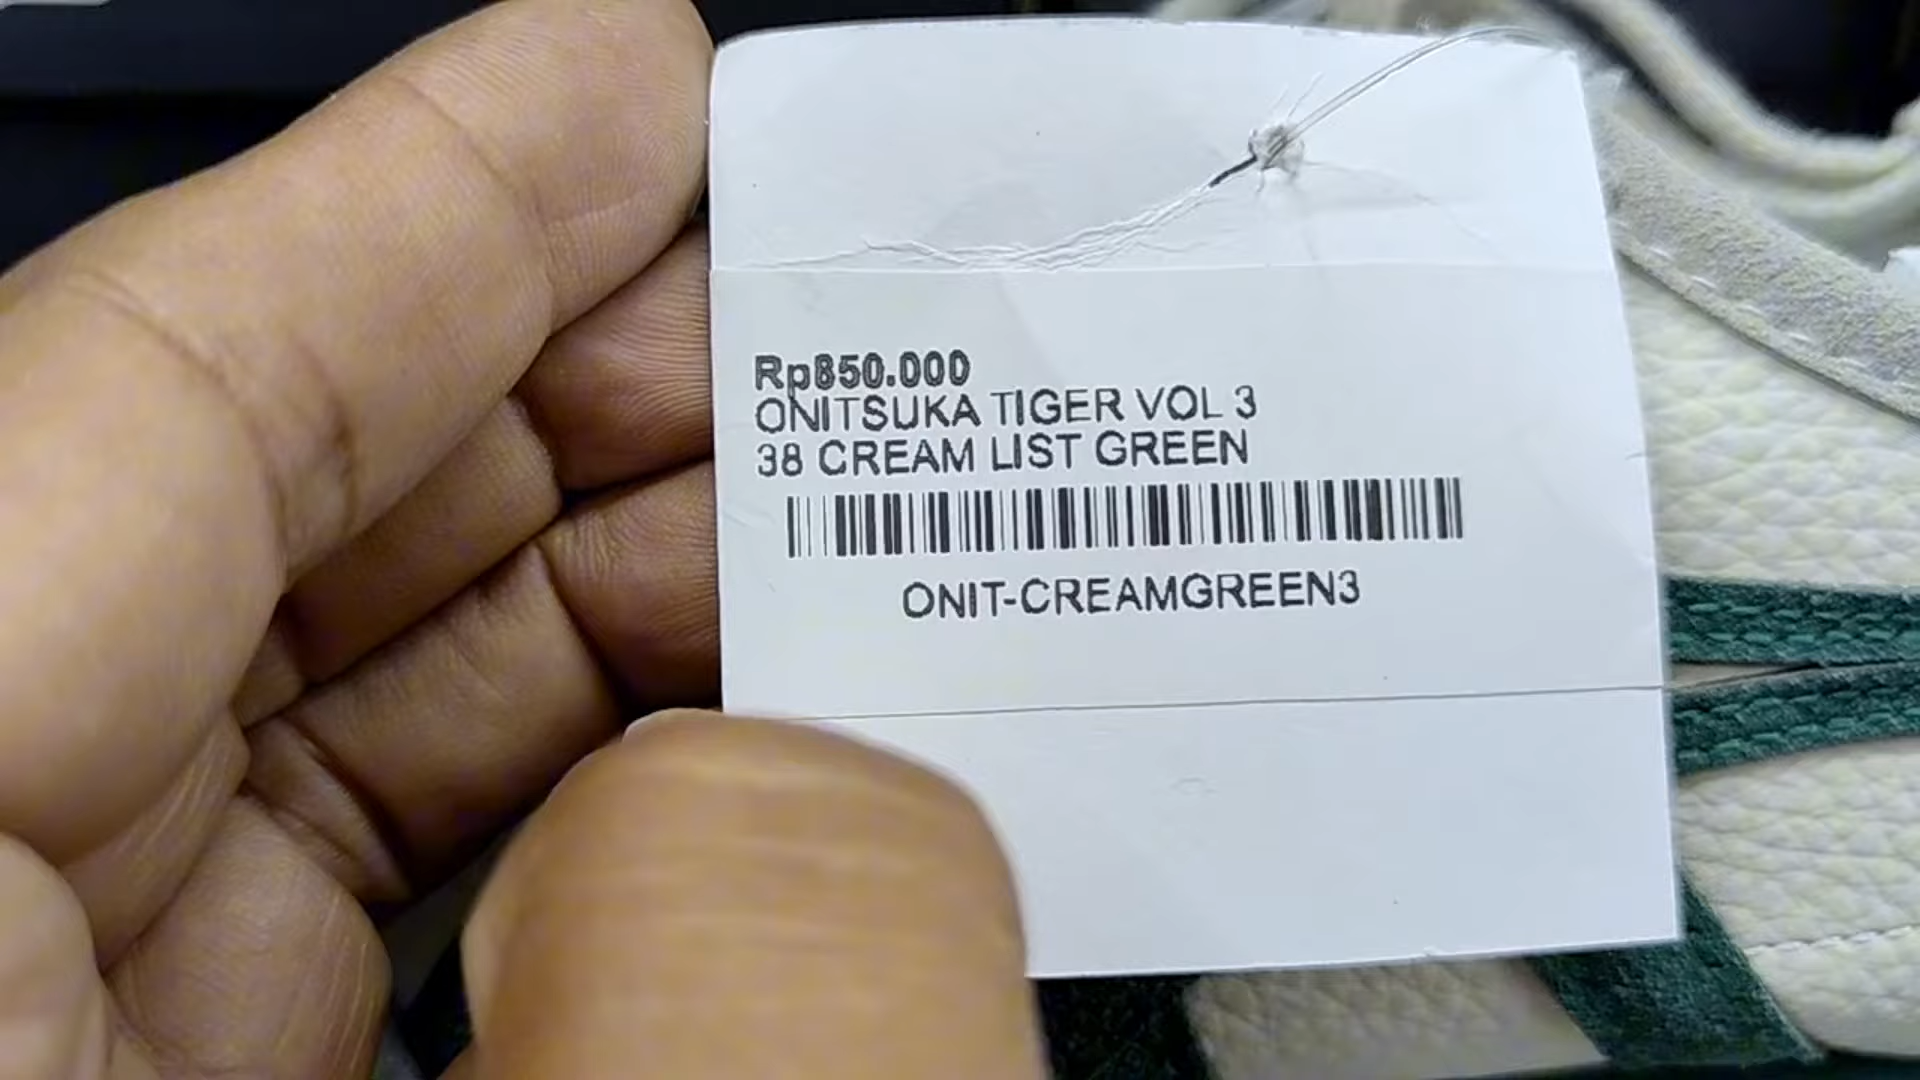 Rp850.000
ONITSUKA TIGER VOL 3
38 CREAM LIST GREEN
ONIT-CREAMGREEN3